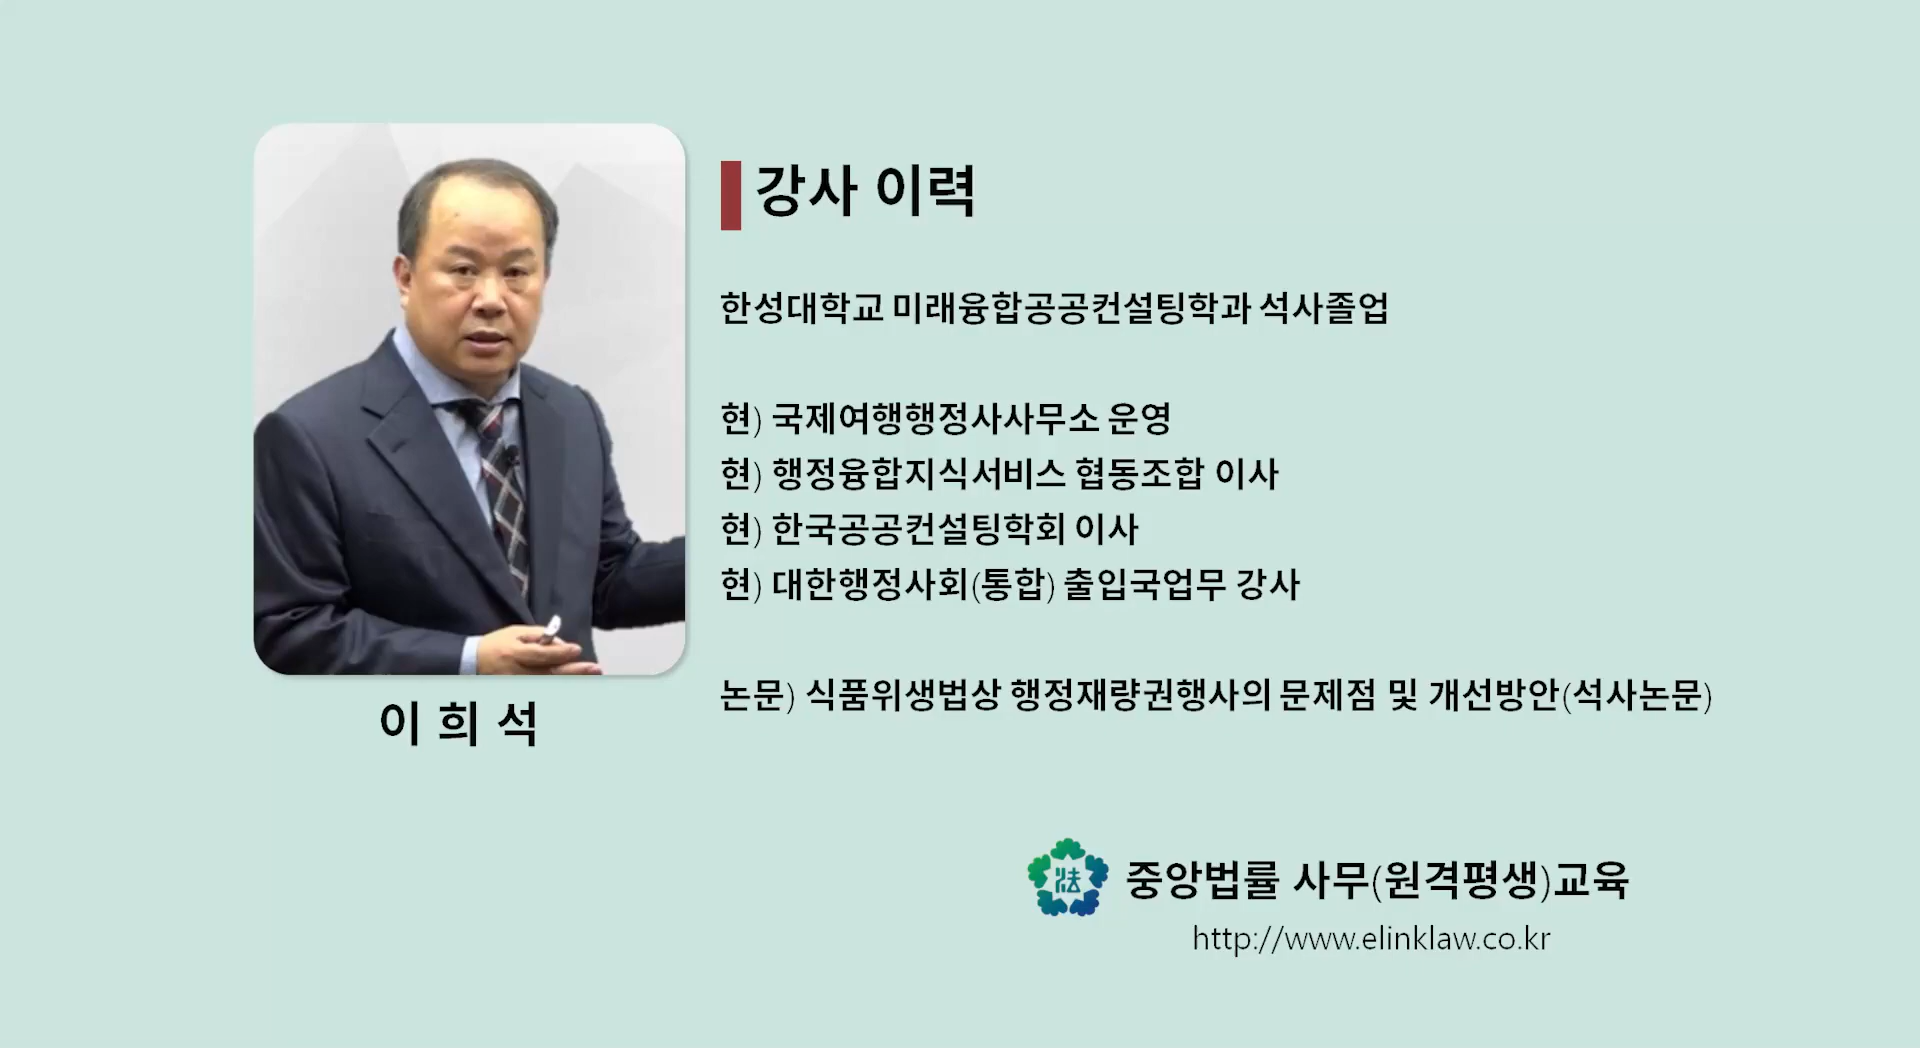 강사 이력
한성대학교 미래융합공공컨설팅학과 석사졸업
현) 국제여행행정사사무소 운영
현) 행정융합지식서비스 협동조합 이사
현) 한국공공컨설팅학회 이사
현) 대한행정사회(통합) 출입국업무 강사
논문) 식품위생법상 행정재량권행사의 문제점 및 개선방안(석사논문)
이 희 석
法
중앙법률 사무(원격평생)교육
http://www.elinklaw.co.kr